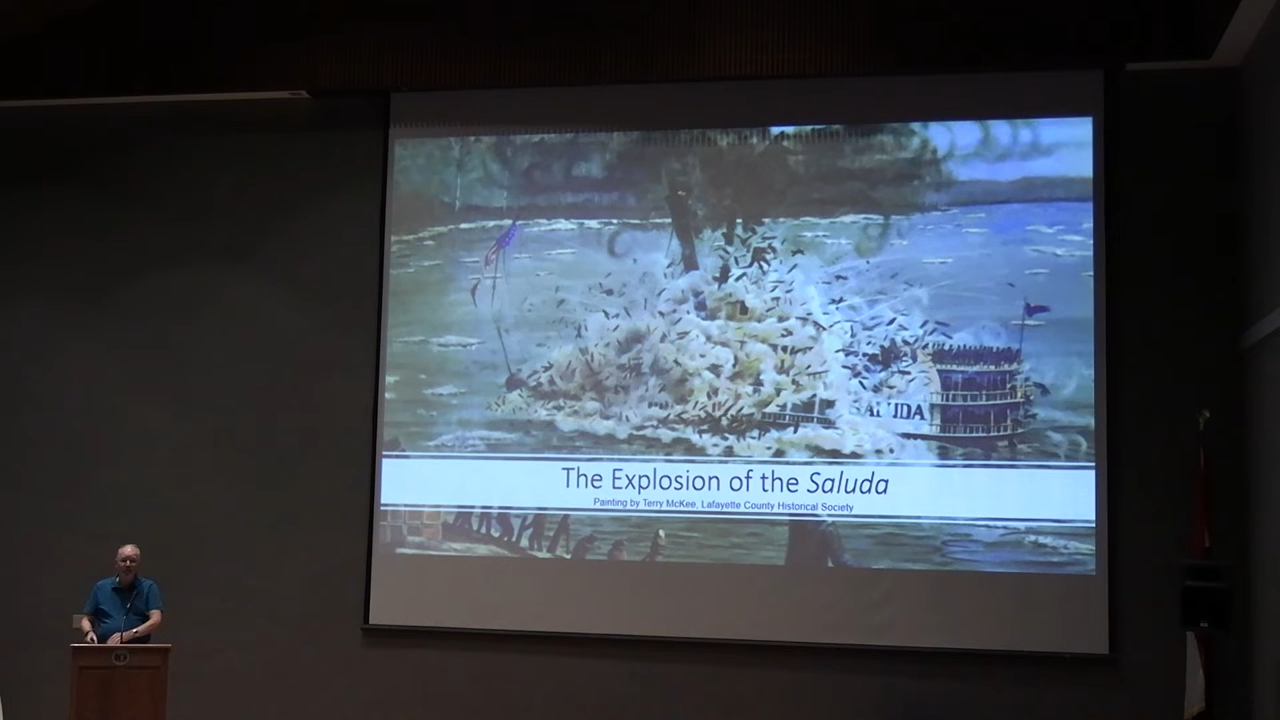 SALUDA
The Explosion of the Saluda
Painting by Terry McKee, Lafayette County Historical Society